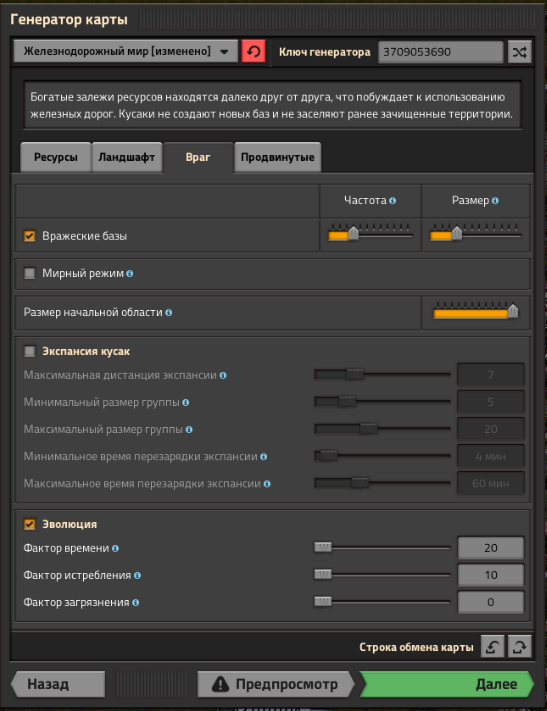 Генератор карты
Железнодорожный мир [изменено]
Ключ генератора
3709053690
Богатые залежи ресурсов находятся далеко друг от друга, что побуждает к использованию
железных дорог. Кусаки не создают новых баз и не заселяют ранее зачищенные территории.
Ресурсы
Ландшафт
Враг
Продвинутые
Частота
Размер
Вражеские базы
Мирный режим
Размер начальной области
Экспансия кусак
Максимальная дистанция экспансии
7
Минимальный размер группы
5
Максимальный размер группы
20
Минимальное время перезарядки экспансии
4 мин
Максимальное время перезарядки экспансии
60 мин
Эволюция
Фактор времени
20
Фактор истребления
10
Фактор загрязнения
0
Строка обмена карты
Назад
Предпросмотр
Далее